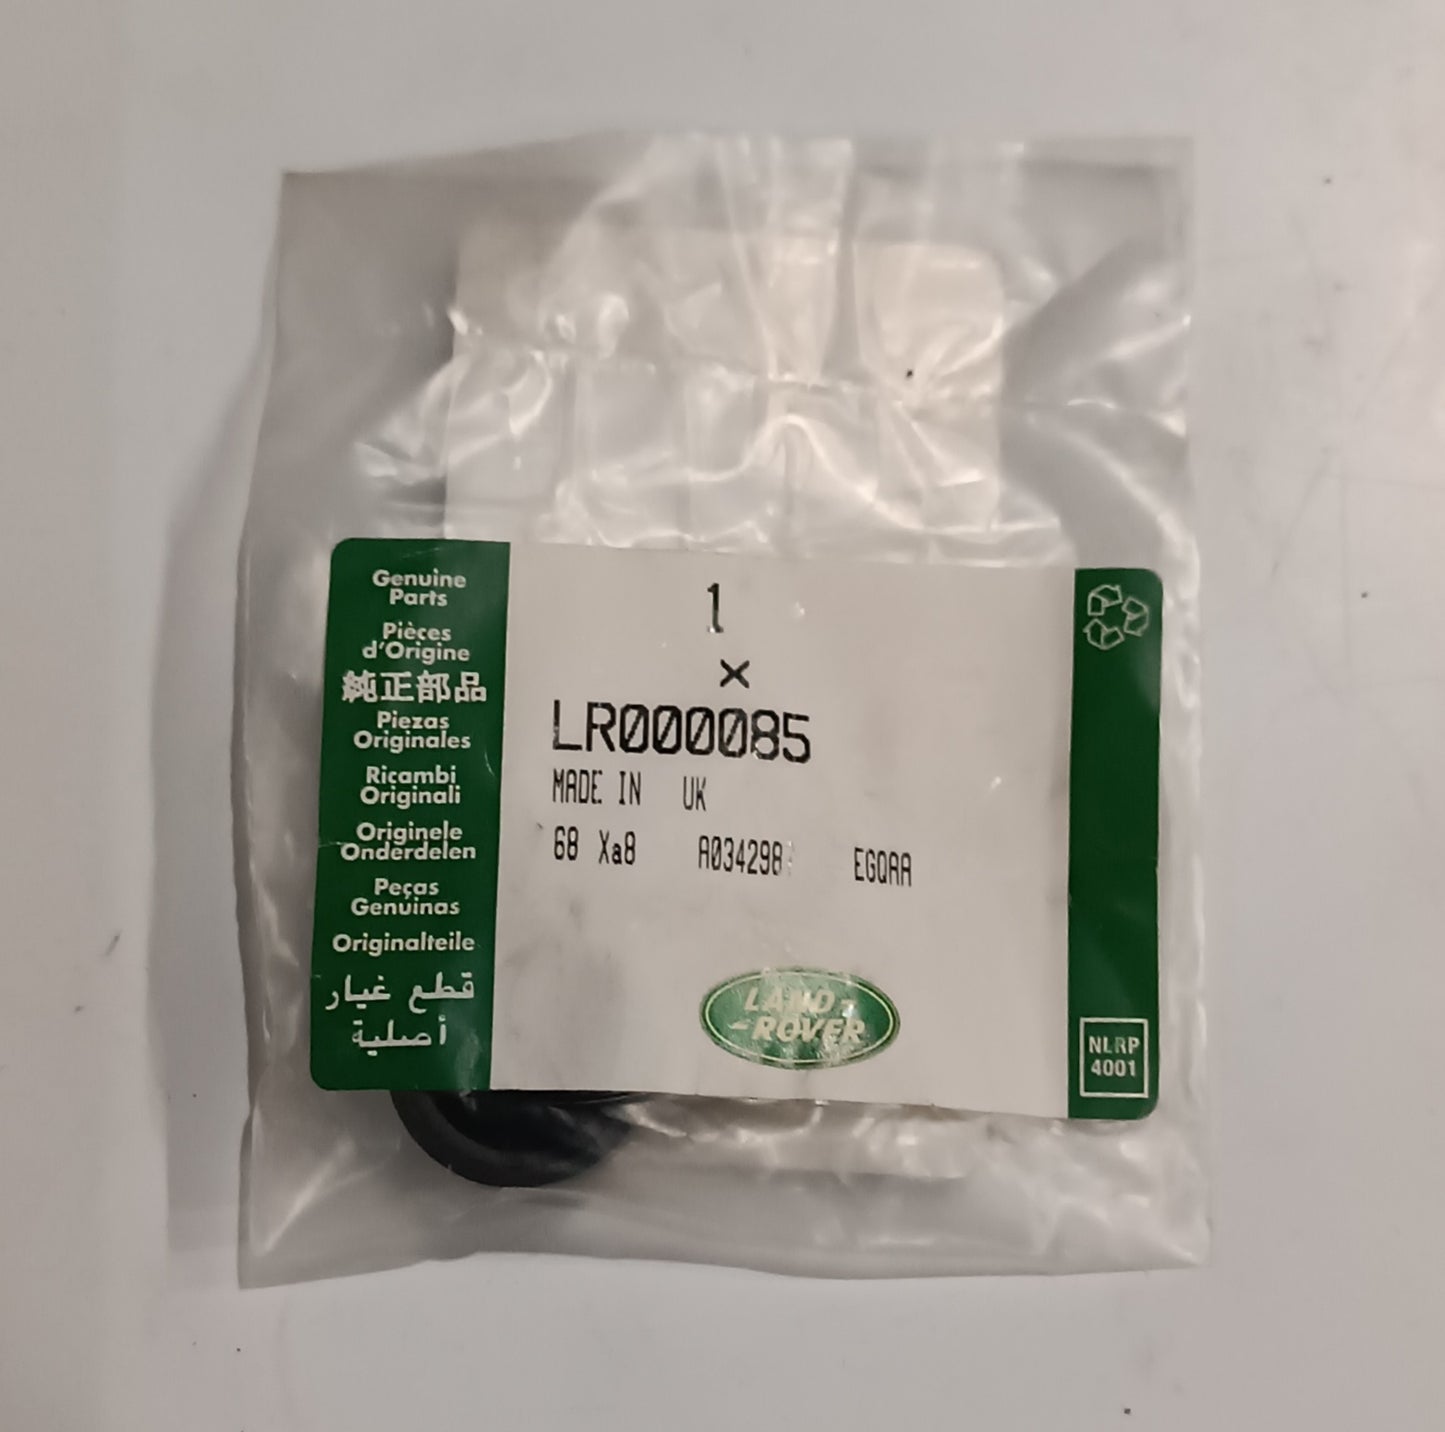 Genuine
Parts
Pièces
d'Origine
純正部品
Piezas
Originales
Ricambi
Originali
Originele
Onderdelen
Peças
Genuinas
Originalteile
قطع غيار
أصلية
1
×
LR000085
MADE IN UK
68 Xa8 A034298 EGQAA
LAND-
-ROVER
NLRP
4001